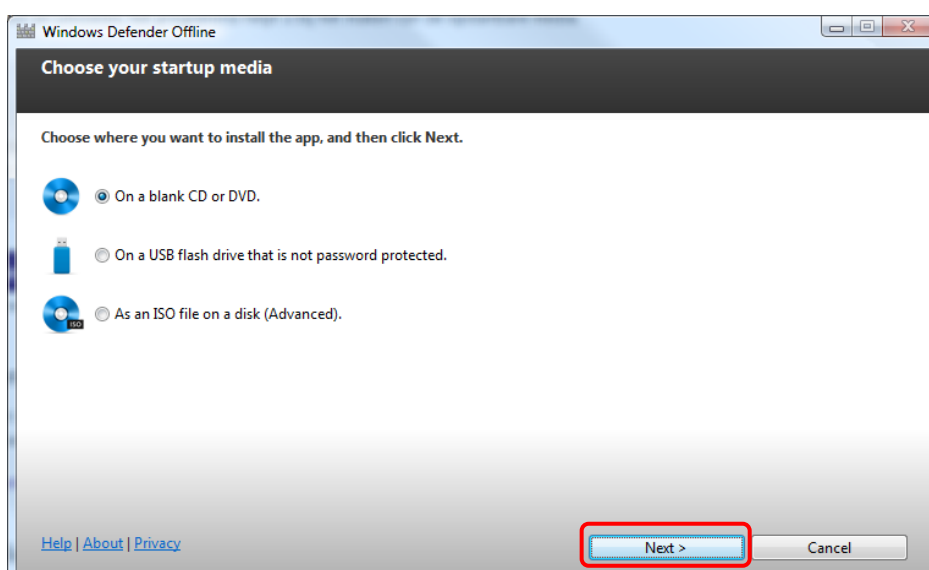 Windows Defender Offline
Choose your startup media
Choose where you want to install the app, and then click Next.
On a blank CD or DVD.
On a USB flash drive that is not password protected.
ISO
As an ISO file on a disk (Advanced).
Help | About | Privacy
Next >
Cancel